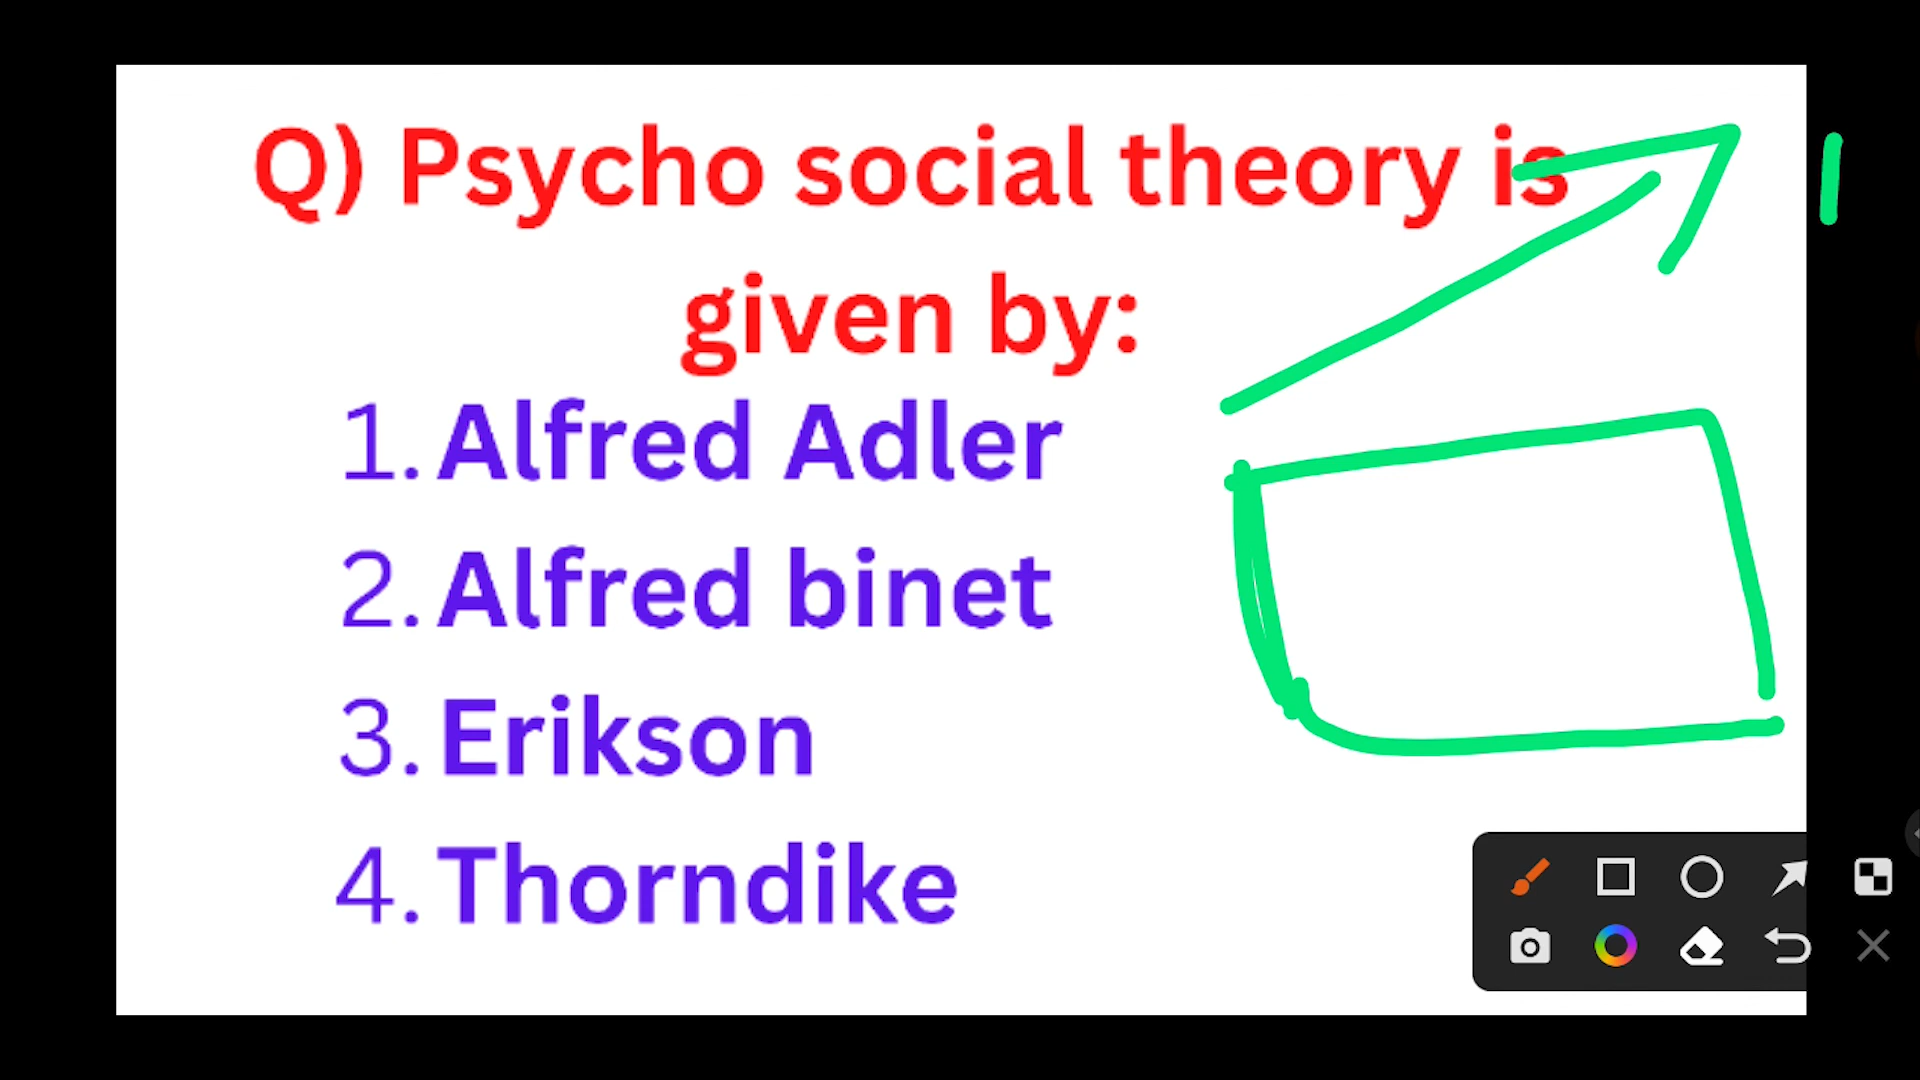 Q) Psycho social theory is
given by:
1. Alfred Adler
2. Alfred binet
3. Erikson
4. Thorndike